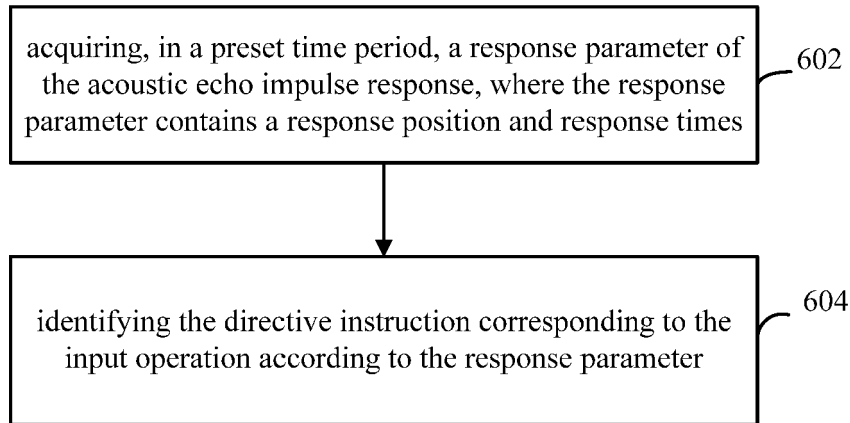 acquiring, in a preset time period, a response parameter of
the acoustic echo impulse response, where the response
parameter contains a response position and response times
602
identifying the directive instruction corresponding to the
input operation according to the response parameter
604